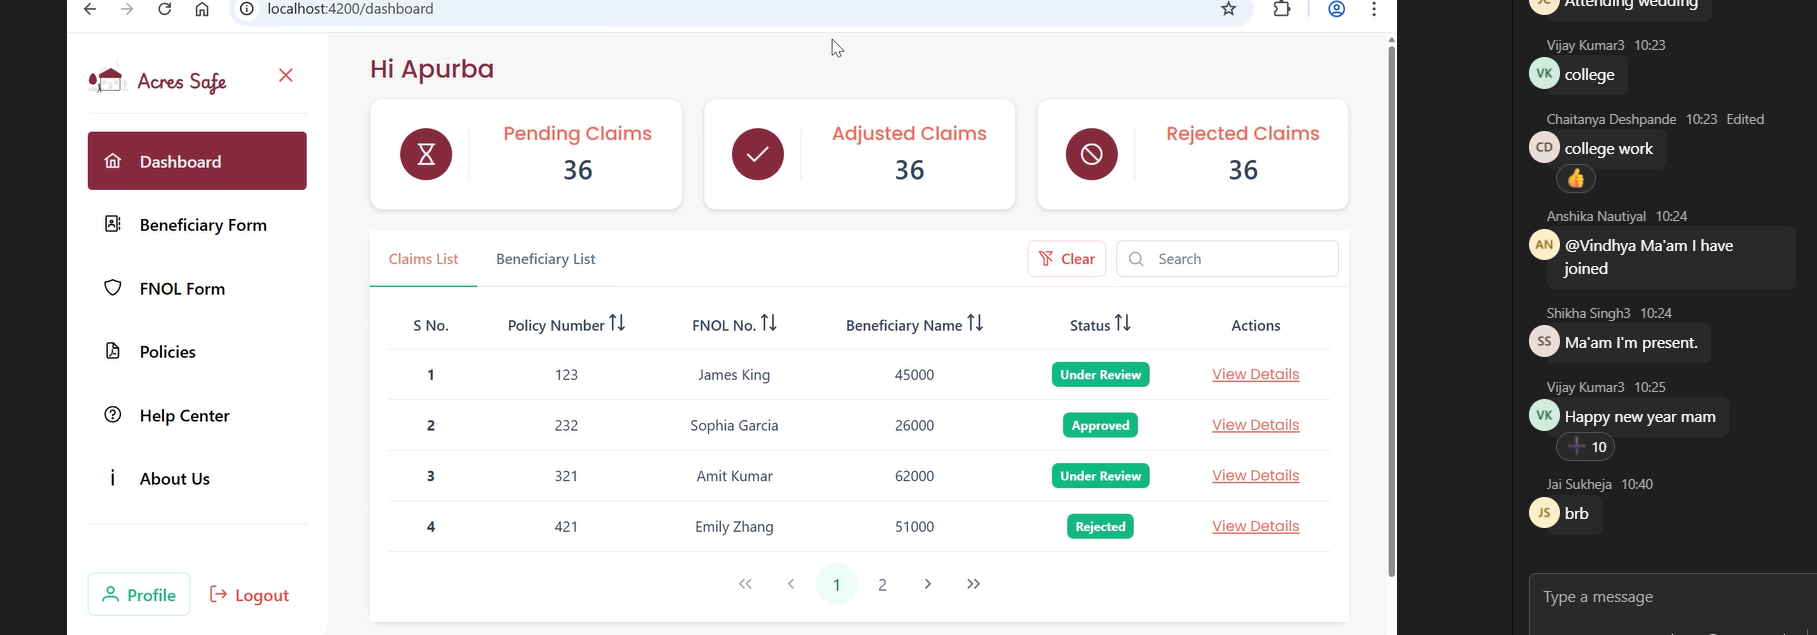 localhost:4200/dashboard
Acres Safe
Dashboard
Beneficiary Form
FNOL Form
Policies
Help Center
About Us
Profile
Logout
Hi Apurba
Pending Claims
36
Adjusted Claims
36
Rejected Claims
36
Claims List
Beneficiary List
Clear
Search
S No. Policy Number FNOL No. Beneficiary Name Status Actions
1 123 James King 45000 Under Review View Details
2 232 Sophia Garcia 26000 Approved View Details
3 321 Amit Kumar 62000 Under Review View Details
4 421 Emily Zhang 51000 Rejected View Details
1 2
Attending wedding
Vijay Kumar3 10:23
VK college
Chaitanya Deshpande 10:23 Edited
CD college work
Anshika Nautiyal 10:24
AN @Vindhya Ma'am I have
joined
Shikha Singh3 10:24
SS Ma'am I'm present.
Vijay Kumar3 10:25
VK Happy new year mam
10
Jai Sukheja 10:40
JS brb
Type a message